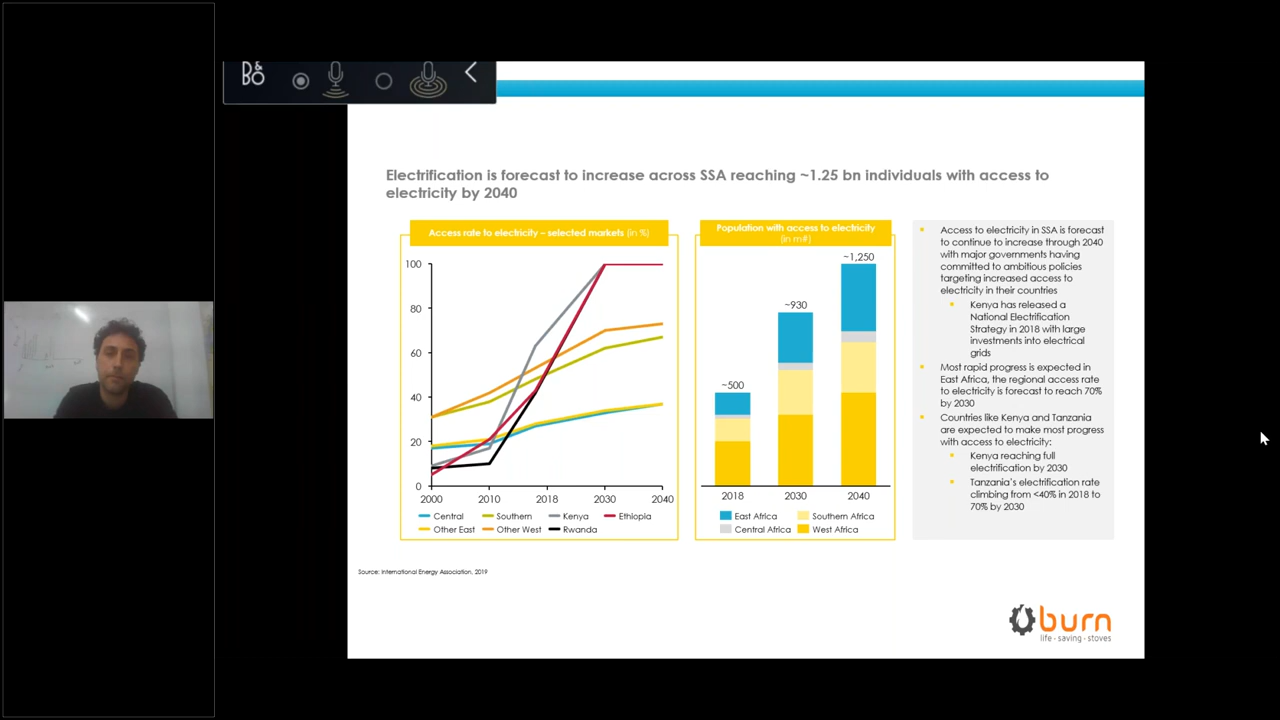 B&
BO
Electrification is forecast to increase across SSA reaching ~1.25 bn individuals with access to
electricity by 2040
Access rate to electricity – selected markets (in %)
100
80
60
40
20
0
2000 2010 2018 2030 2040
Central Southern Kenya Ethiopia
Other East Other West Rwanda
Population with access to electricity
(in m#)
~1,250
~930
~500
2018 2030 2040
East Africa Southern Africa
Central Africa West Africa
Access to electricity in SSA is forecast
to continue to increase through 2040
with major governments having
committed to ambitious policies
targeting increased access to
electricity in their countries
Kenya has released a
National Electrification
Strategy in 2018 with large
investments into electrical
grids
Most rapid progress is expected in
East Africa, the regional access rate
to electricity is forecast to reach 70%
by 2030
Countries like Kenya and Tanzania
are expected to make most progress
with access to electricity:
Kenya reaching full
electrification by 2030
Tanzania's electrification rate
climbing from <40% in 2018 to
70% by 2030
Source: International Energy Association, 2019
burn
life - saving - stoves